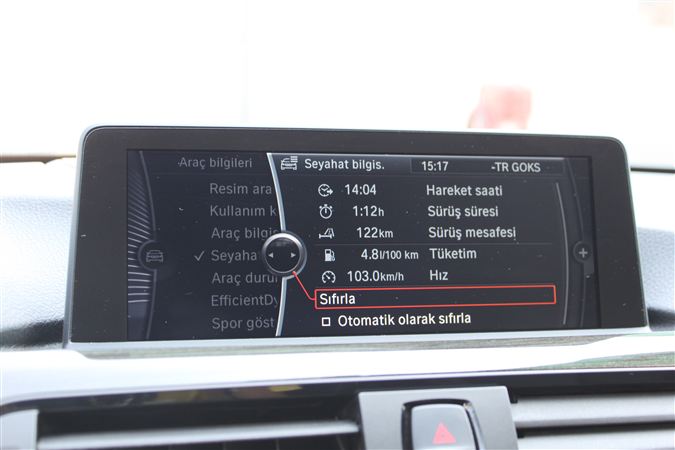 Araç bilgileri
Seyahat bilgis. 15:17 -TR GOKS
Resim ara
Kullanım k
Araç bilgis
Seyaha
Araç durum
EfficientDy
Spor göst
14:04 Hareket saati
1:12h Sürüş süresi
122km Sürüş mesafesi
4.8l/100 km Tüketim
103.0km/h Hız
Sıfırla
Otomatik olarak sıfırla